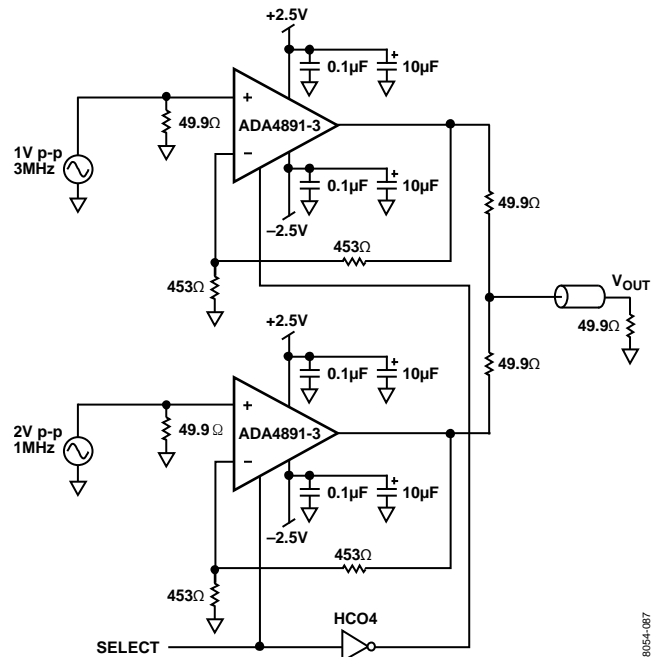 +2.5V
0.1µF
+
10µF
+
ADA4891-3
−
49.9Ω
1V p-p
3MHz
0.1µF
+
10µF
−2.5V
49.9Ω
453Ω
453Ω
VOUT
49.9Ω
+2.5V
0.1µF
+
10µF
49.9Ω
+
ADA4891-3
−
49.9 Ω
2V p-p
1MHz
0.1µF
+
10µF
−2.5V
453Ω
453Ω
HCO4
SELECT
8054-087